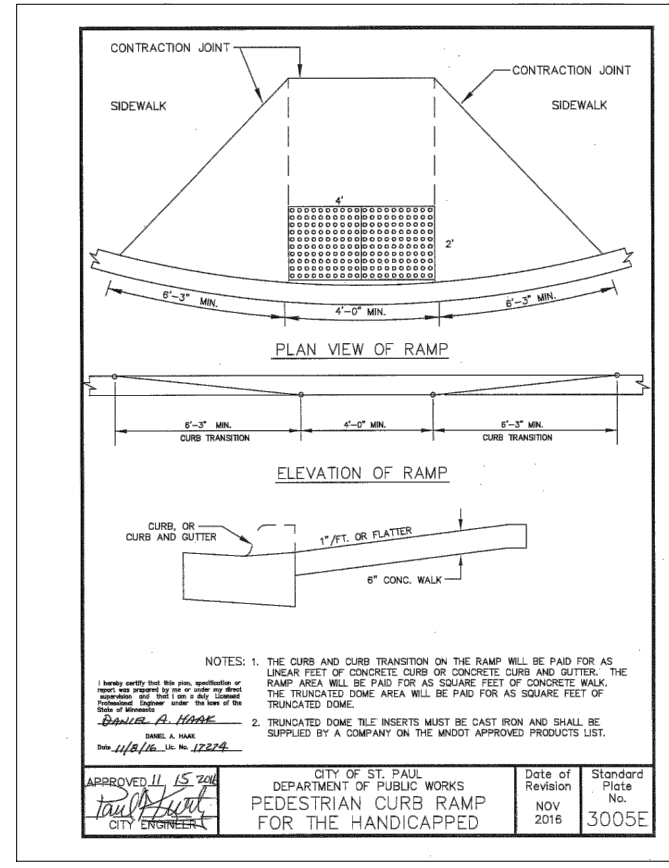 CONTRACTION JOINT
CONTRACTION JOINT
SIDEWALK
SIDEWALK
4'
2'
6'-3" MIN.
4'-0" MIN.
6'-3" MIN.
PLAN VIEW OF RAMP
6'-3" MIN.
CURB TRANSITION
4'-0" MIN.
6'-3" MIN.
CURB TRANSITION
ELEVATION OF RAMP
CURB, OR
CURB AND GUTTER
1"/FT. OR FLATTER
6" CONC. WALK
NOTES: 1. THE CURB AND CURB TRANSITION ON THE RAMP WILL BE PAID FOR AS
LINEAR FEET OF CONCRETE CURB OR CONCRETE CURB AND GUTTER. THE
RAMP AREA WILL BE PAID FOR AS SQUARE FEET OF CONCRETE WALK.
THE TRUNCATED DOME AREA WILL BE PAID FOR AS SQUARE FEET OF
TRUNCATED DOME.
2. TRUNCATED DOME TILE INSERTS MUST BE CAST IRON AND SHALL BE
SUPPLIED BY A COMPANY ON THE MNDOT APPROVED PRODUCTS LIST.
I hereby certify that this plan, specification or
report was prepared by me or under my direct
supervision and that I am a duly Licensed
Professional Engineer under the laws of the
State of Minnesota
DANIEL A. HAAK
DANIEL A. HAAK
Date 11/8/16 Lic. No. 17274
APPROVED 11 15 2016
CITY ENGINEER
CITY OF ST. PAUL
DEPARTMENT OF PUBLIC WORKS
PEDESTRIAN CURB RAMP
FOR THE HANDICAPPED
Date of
Revision
NOV
2016
Standard
Plate
No.
3005E